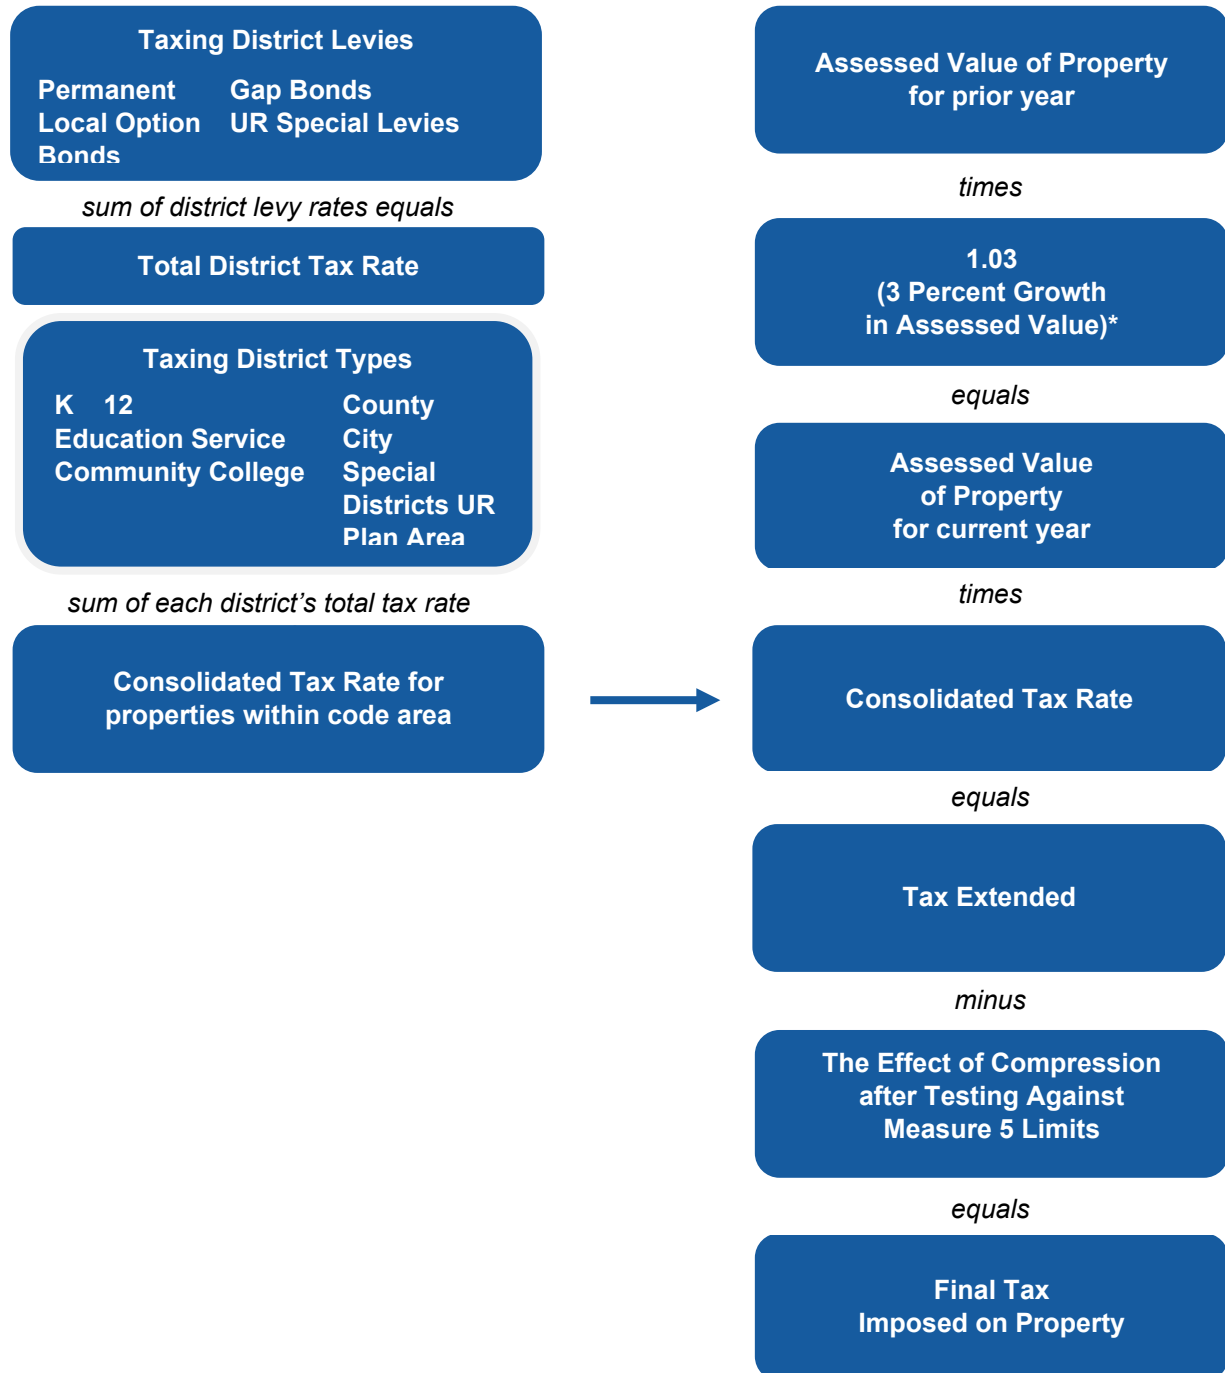 Taxing District Levies
Permanent Gap Bonds
Local Option UR Special Levies
Bonds
sum of district levy rates equals
Total District Tax Rate
Taxing District Types
K 12 County
Education Service City
Community College Special
Districts UR
Plan Area
sum of each district's total tax rate
Consolidated Tax Rate for
properties within code area
Assessed Value of Property
for prior year
times
1.03
(3 Percent Growth
in Assessed Value)*
equals
Assessed Value
of Property
for current year
times
Consolidated Tax Rate
equals
Tax Extended
minus
The Effect of Compression
after Testing Against
Measure 5 Limits
equals
Final Tax
Imposed on Property